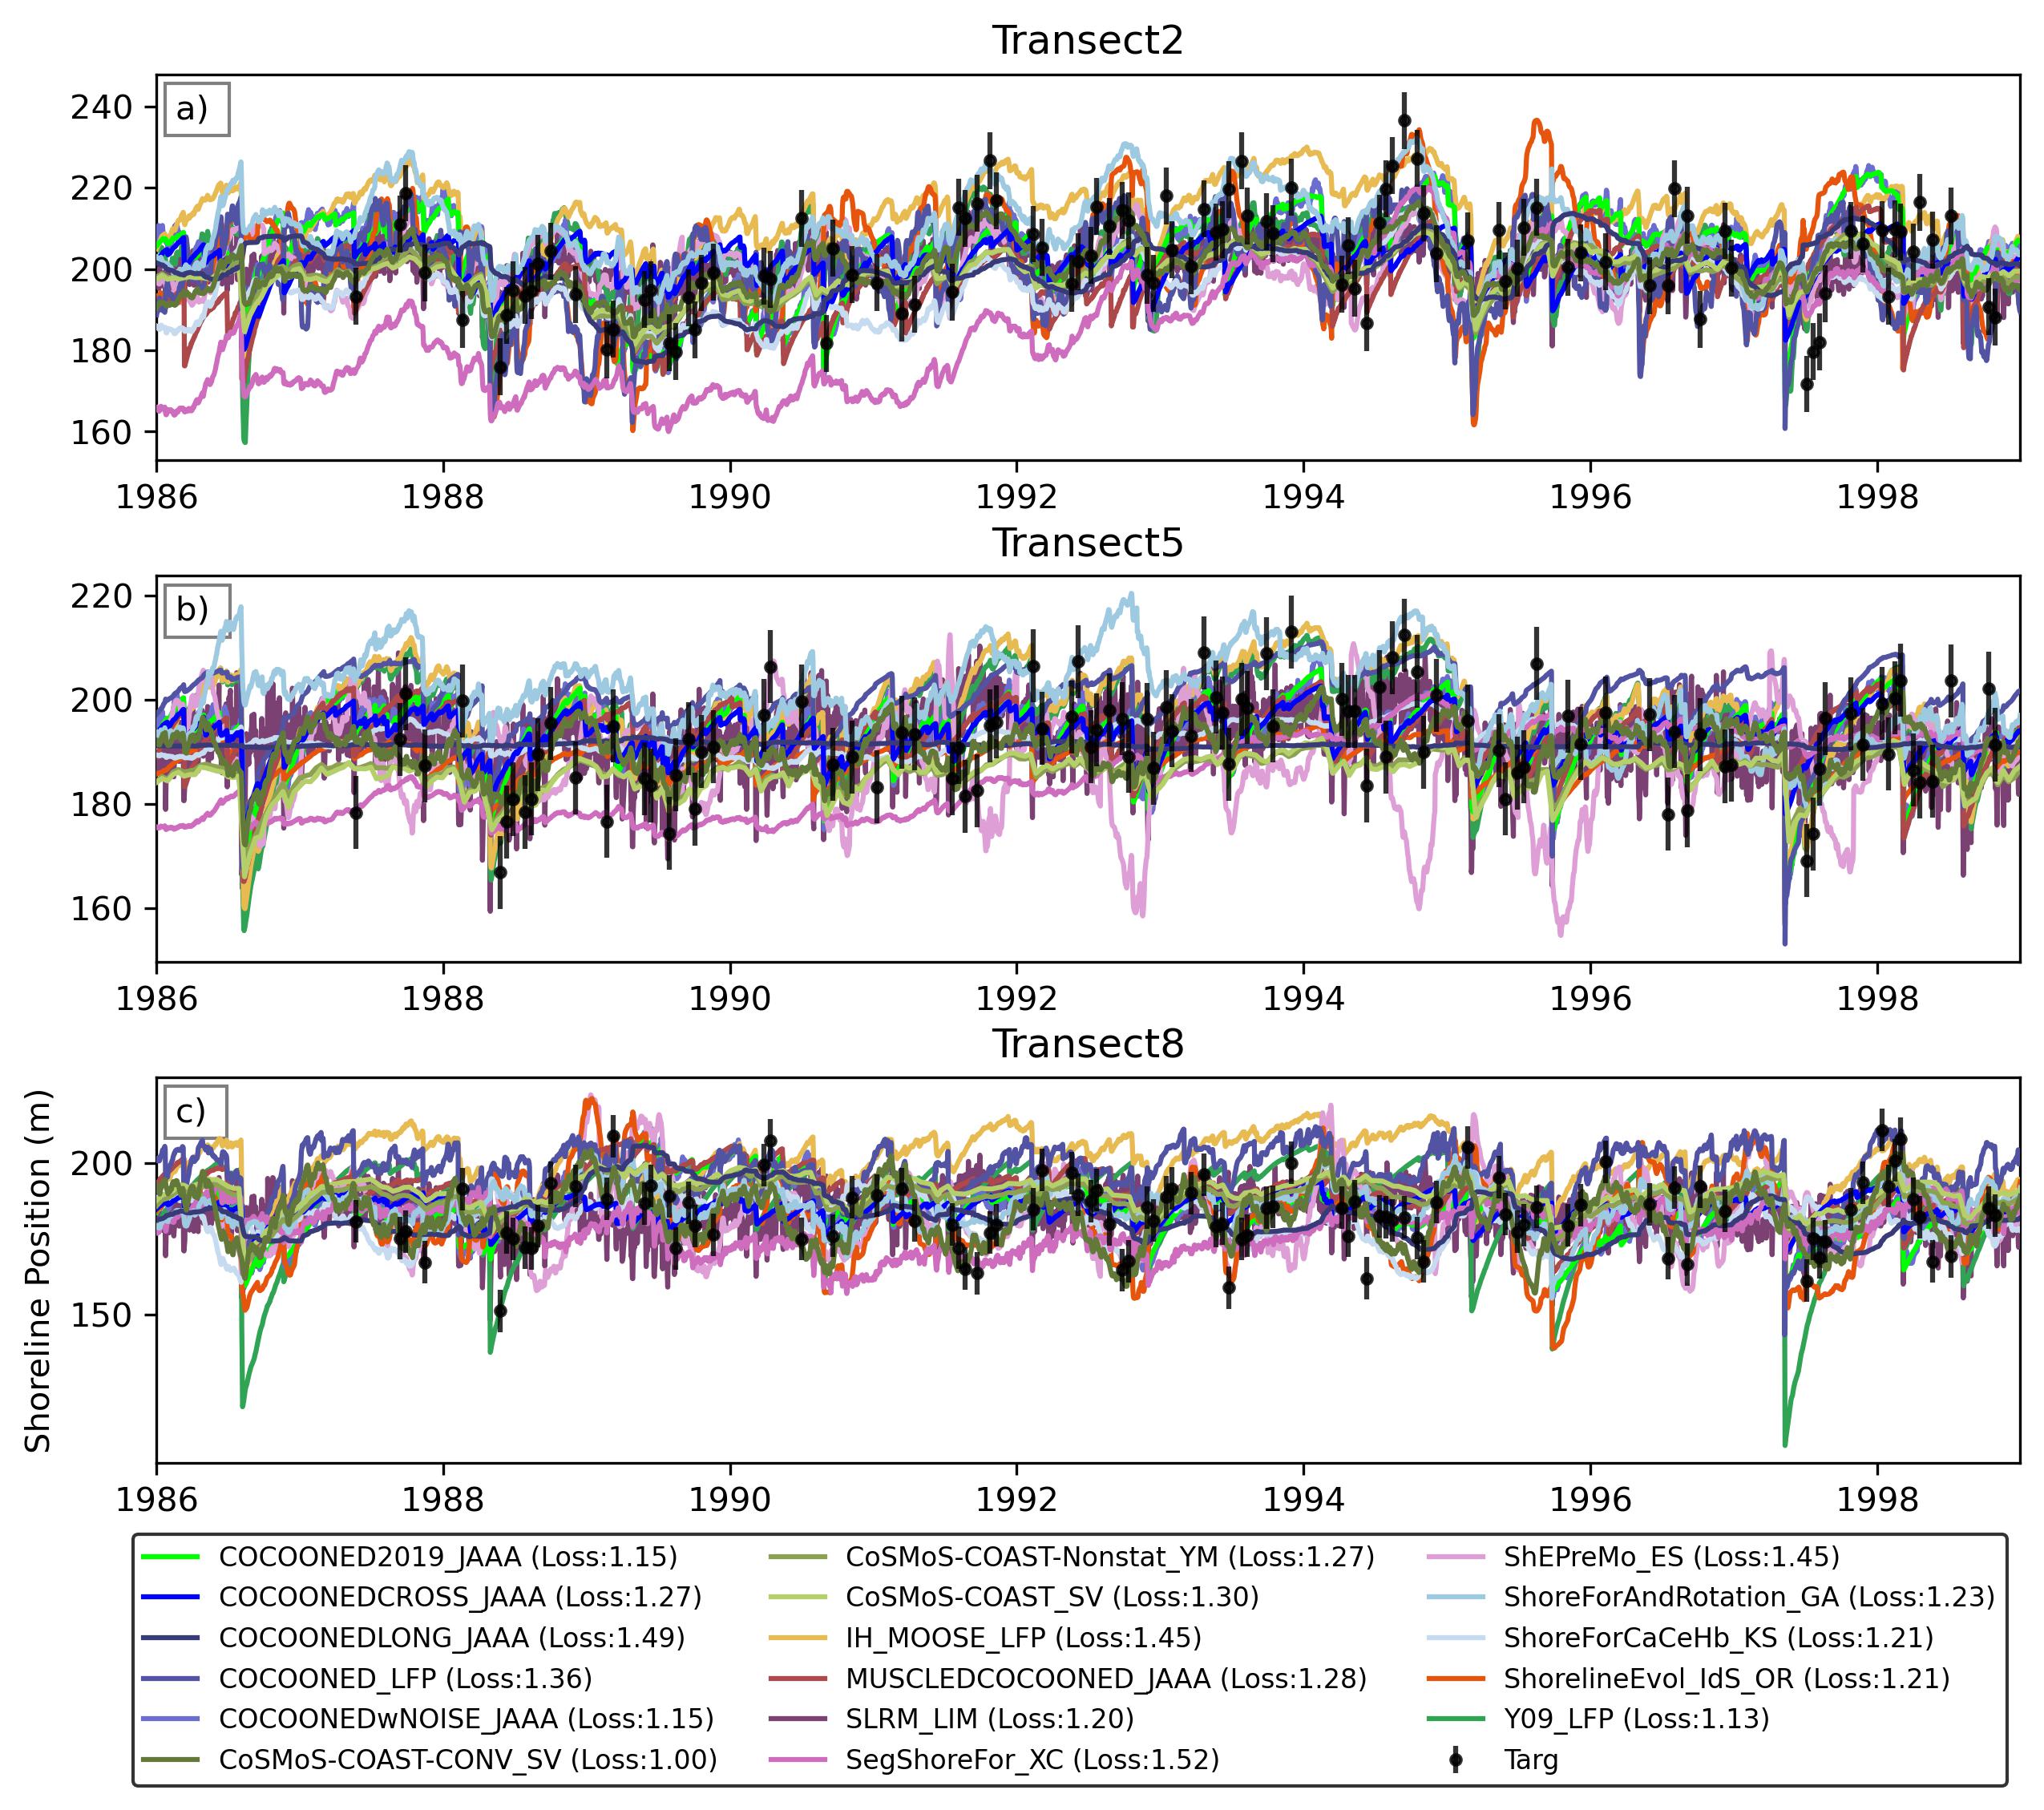 Transect2
a)
240
220
200
180
160
1986 1988 1990 1992 1994 1996 1998
Transect5
b)
220
200
180
160
1986 1988 1990 1992 1994 1996 1998
Transect8
c)
200
150
Shoreline Position (m)
1986 1988 1990 1992 1994 1996 1998
COCOONED2019_JAAA (Loss:1.15)
COCOONEDCROSS_JAAA (Loss:1.27)
COCOONEDLONG_JAAA (Loss:1.49)
COCOONED_LFP (Loss:1.36)
COCOONEDwNOISE_JAAA (Loss:1.15)
CoSMoS-COAST-CONV_SV (Loss:1.00)
CoSMoS-COAST-Nonstat_YM (Loss:1.27)
CoSMoS-COAST_SV (Loss:1.30)
IH_MOOSE_LFP (Loss:1.45)
MUSCLEDCOCOONED_JAAA (Loss:1.28)
SLRM_LIM (Loss:1.20)
SegShoreFor_XC (Loss:1.52)
ShEPreMo_ES (Loss:1.45)
ShoreForAndRotation_GA (Loss:1.23)
ShoreForCaCeHb_KS (Loss:1.21)
ShorelineEvol_IdS_OR (Loss:1.21)
Y09_LFP (Loss:1.13)
Targ